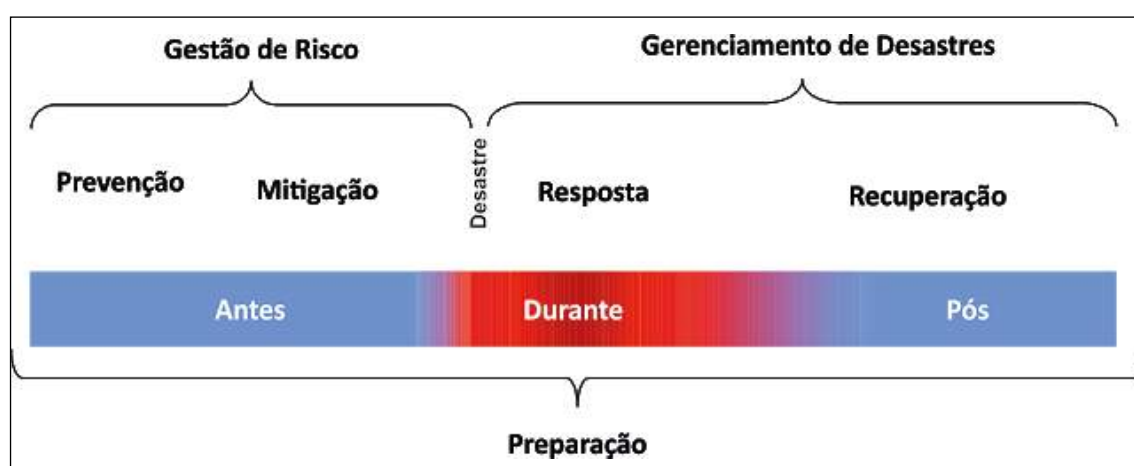 Gestão de Risco
Gerenciamento de Desastres
Prevenção
Mitigação
Desastre
Resposta
Recuperação
Antes
Durante
Pós
Preparação